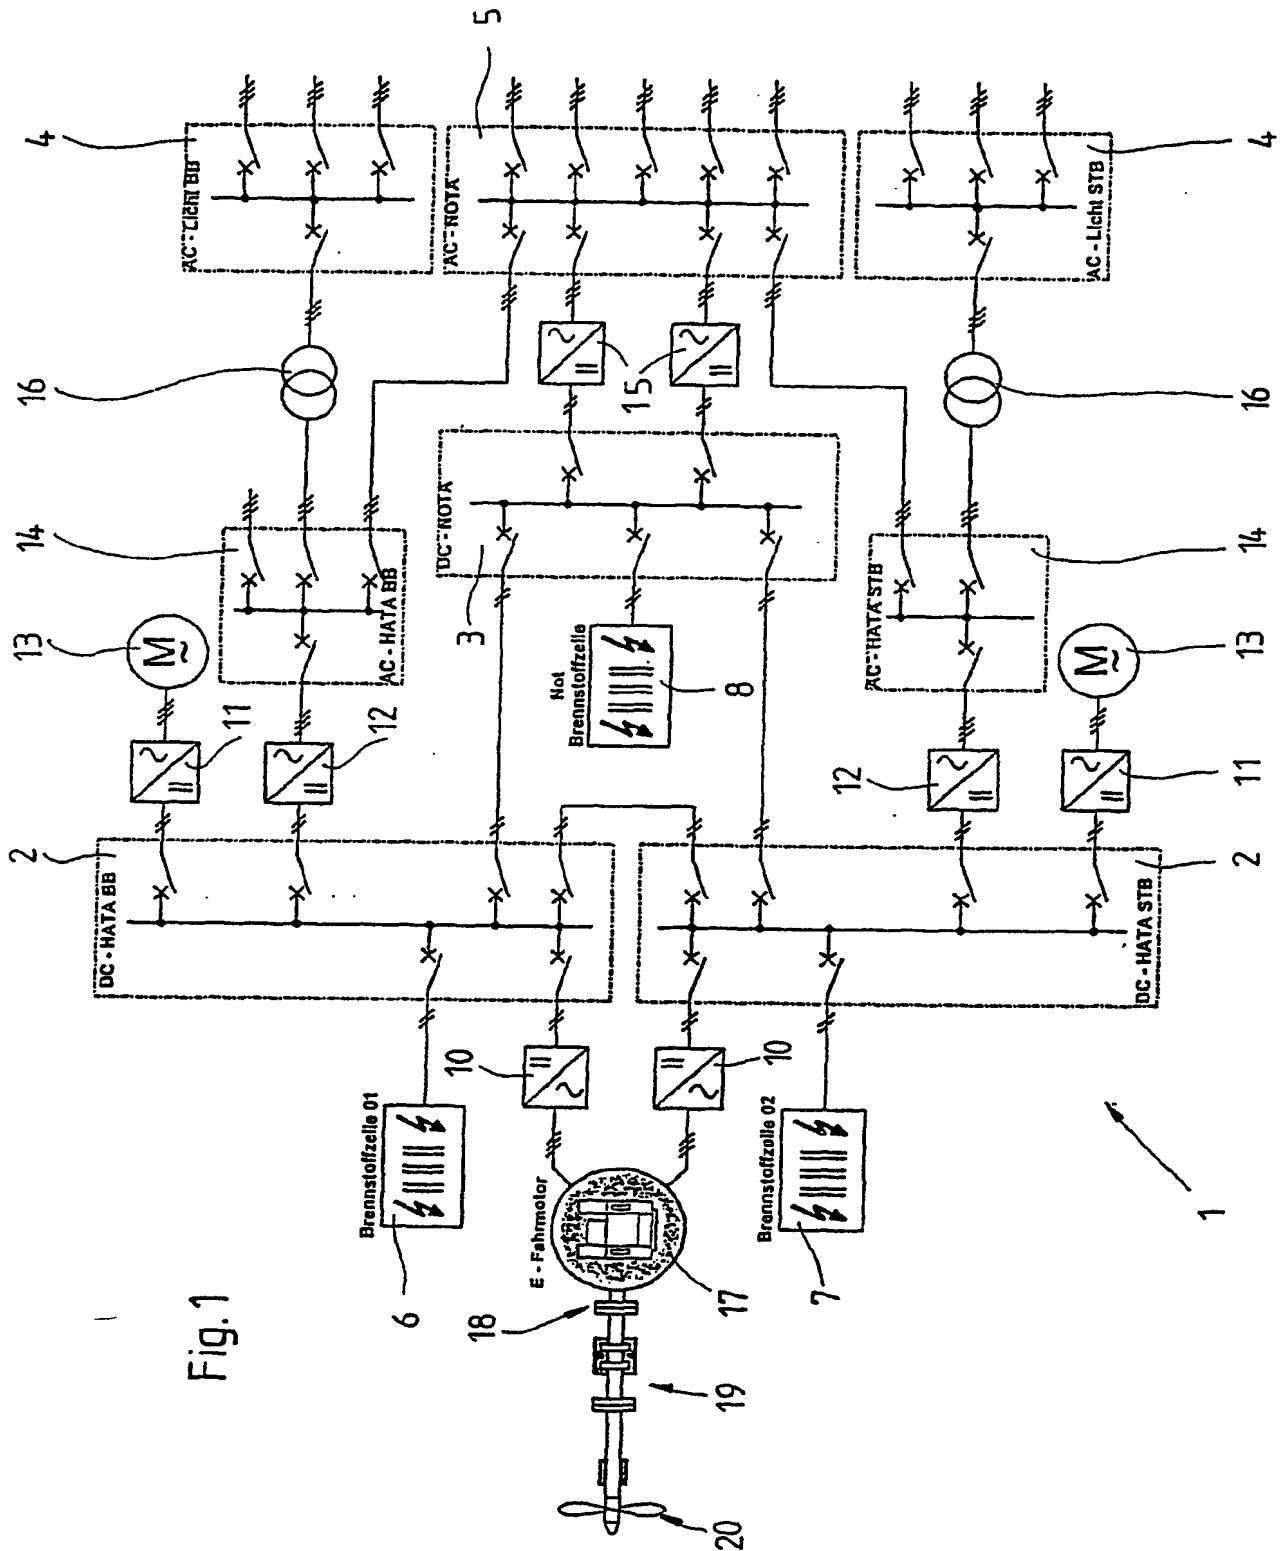 Fig.1
2
13
14
16
4
DC - HATA BB
M
~
AC - Licht BB
11
12
AC - HATA BB
6
Brennstoffzelle 01
10
18
3
DC - NOTA
AC - NOTA
5
E - Fahrmotor
Not
Brennstoffzelle
15
20
19
17
8
7
Brennstoffzelle 02
10
12
AC - HATA STB
M
~
AC - Licht STB
DC - HATA STB
1
2
11
13
14
16
4